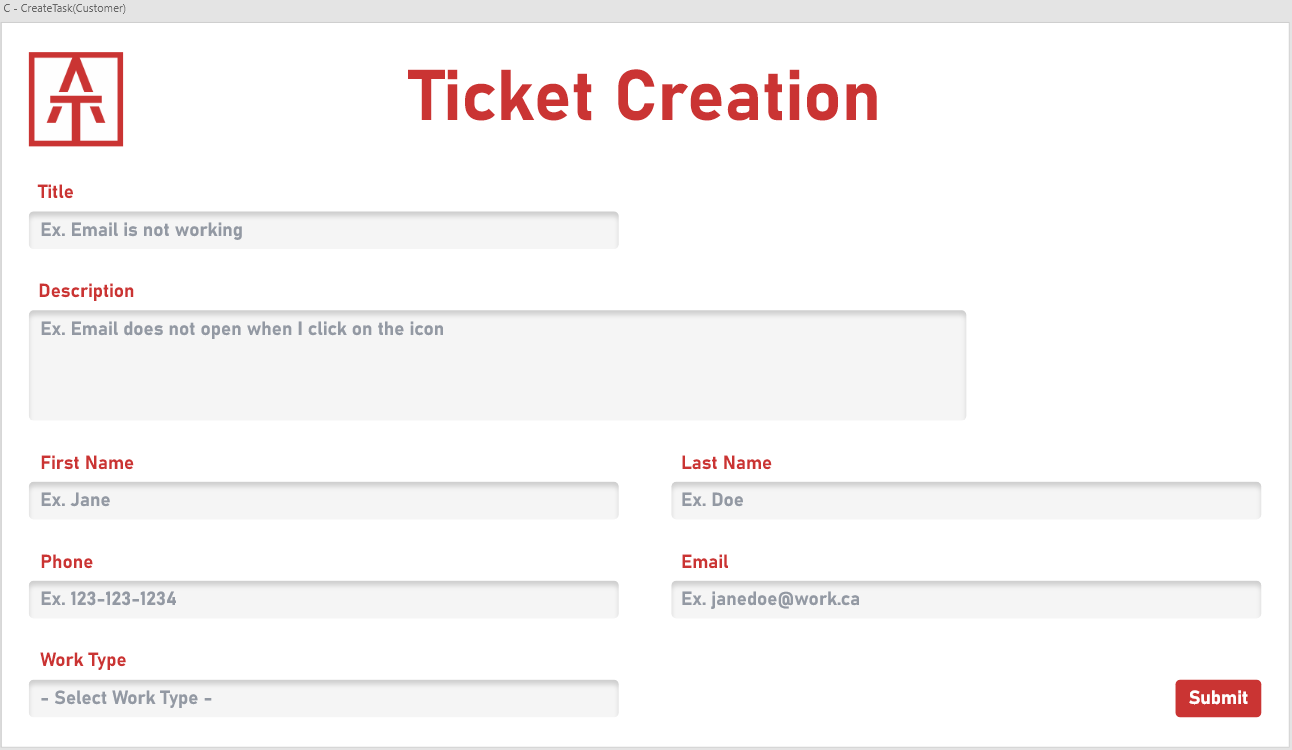 C - CreateTask(Customer)
Ticket Creation
Title
Ex. Email is not working
Description
Ex. Email does not open when I click on the icon
First Name
Last Name
Ex. Jane
Ex. Doe
Phone
Email
Ex. 123-123-1234
Ex. janedoe@work.ca
Work Type
- Select Work Type -
Submit